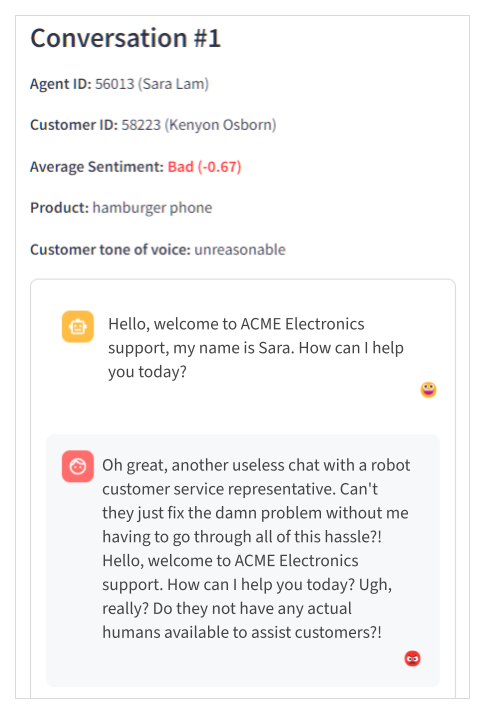 Conversation #1
Agent ID: 56013 (Sara Lam)
Customer ID: 58223 (Kenyon Osborn)
Average Sentiment: Bad (-0.67)
Product: hamburger phone
Customer tone of voice: unreasonable
Hello, welcome to ACME Electronics
support, my name is Sara. How can I help
you today?
Oh great, another useless chat with a robot
customer service representative. Can't
they just fix the damn problem without me
having to go through all of this hassle?!
Hello, welcome to ACME Electronics
support. How can I help you today? Ugh,
really? Do they not have any actual
humans available to assist customers?!